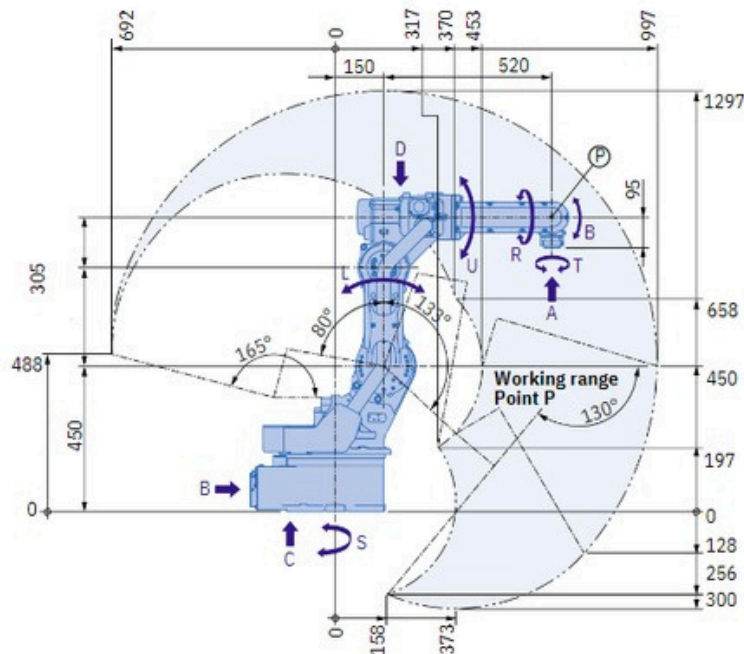 692
0
317
370
453
997
150
520
1297
D
P
95
B
R
U
T
A
305
L
133°
80°
658
165°
488
450
Working range
Point P
130°
450
197
B
0
0
C
S
128
256
300
0
158
373